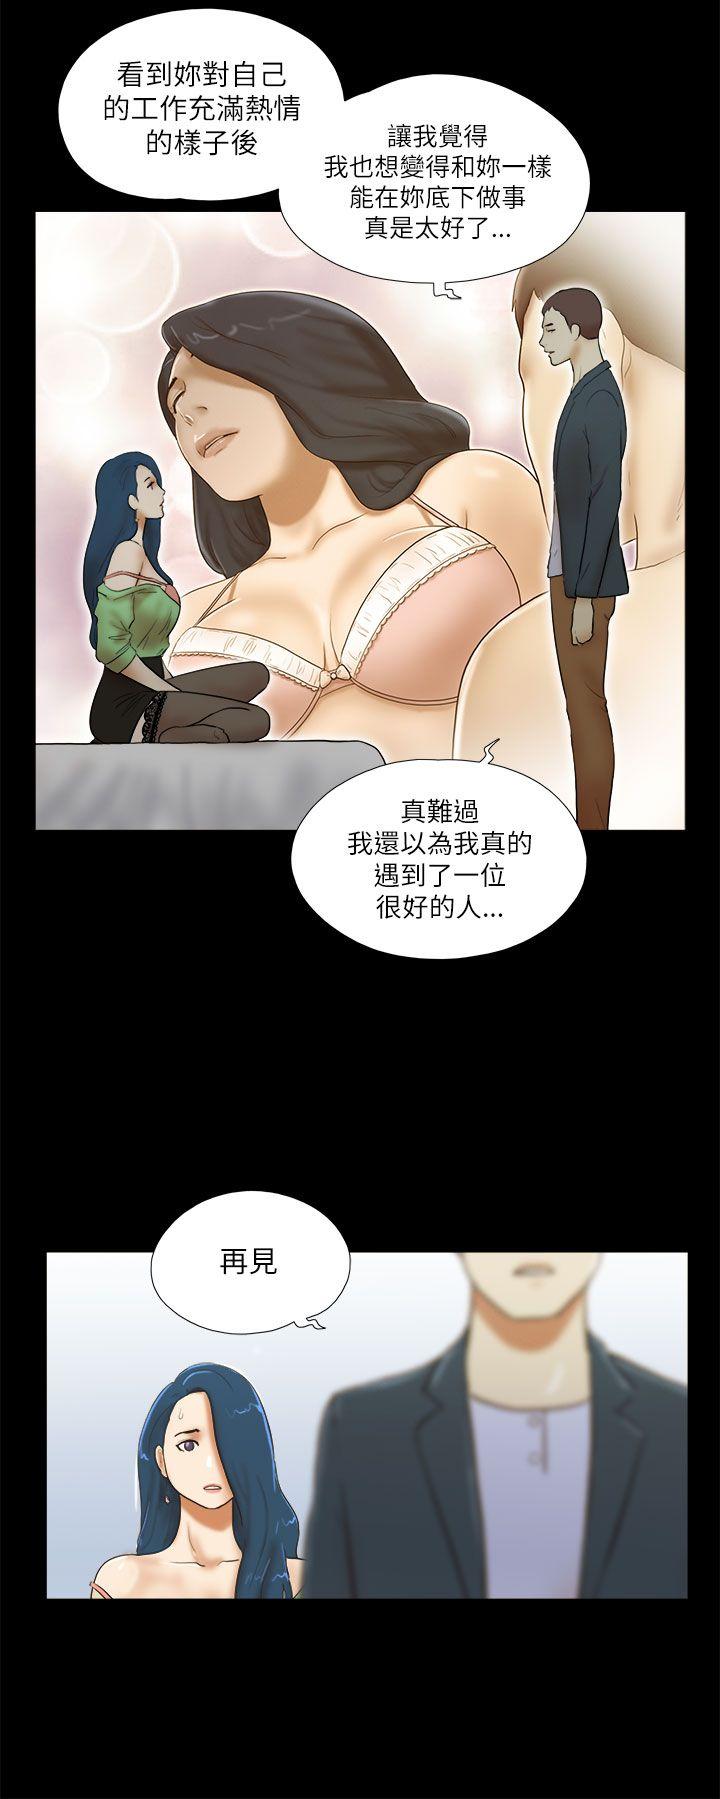 看到妳對自己
的工作充滿熱情
的樣子後
讓我覺得
我也想變得和妳一樣
能在妳底下做事
真是太好了...
真難過
我還以為我真的
遇到了一位
很好的人...
再見